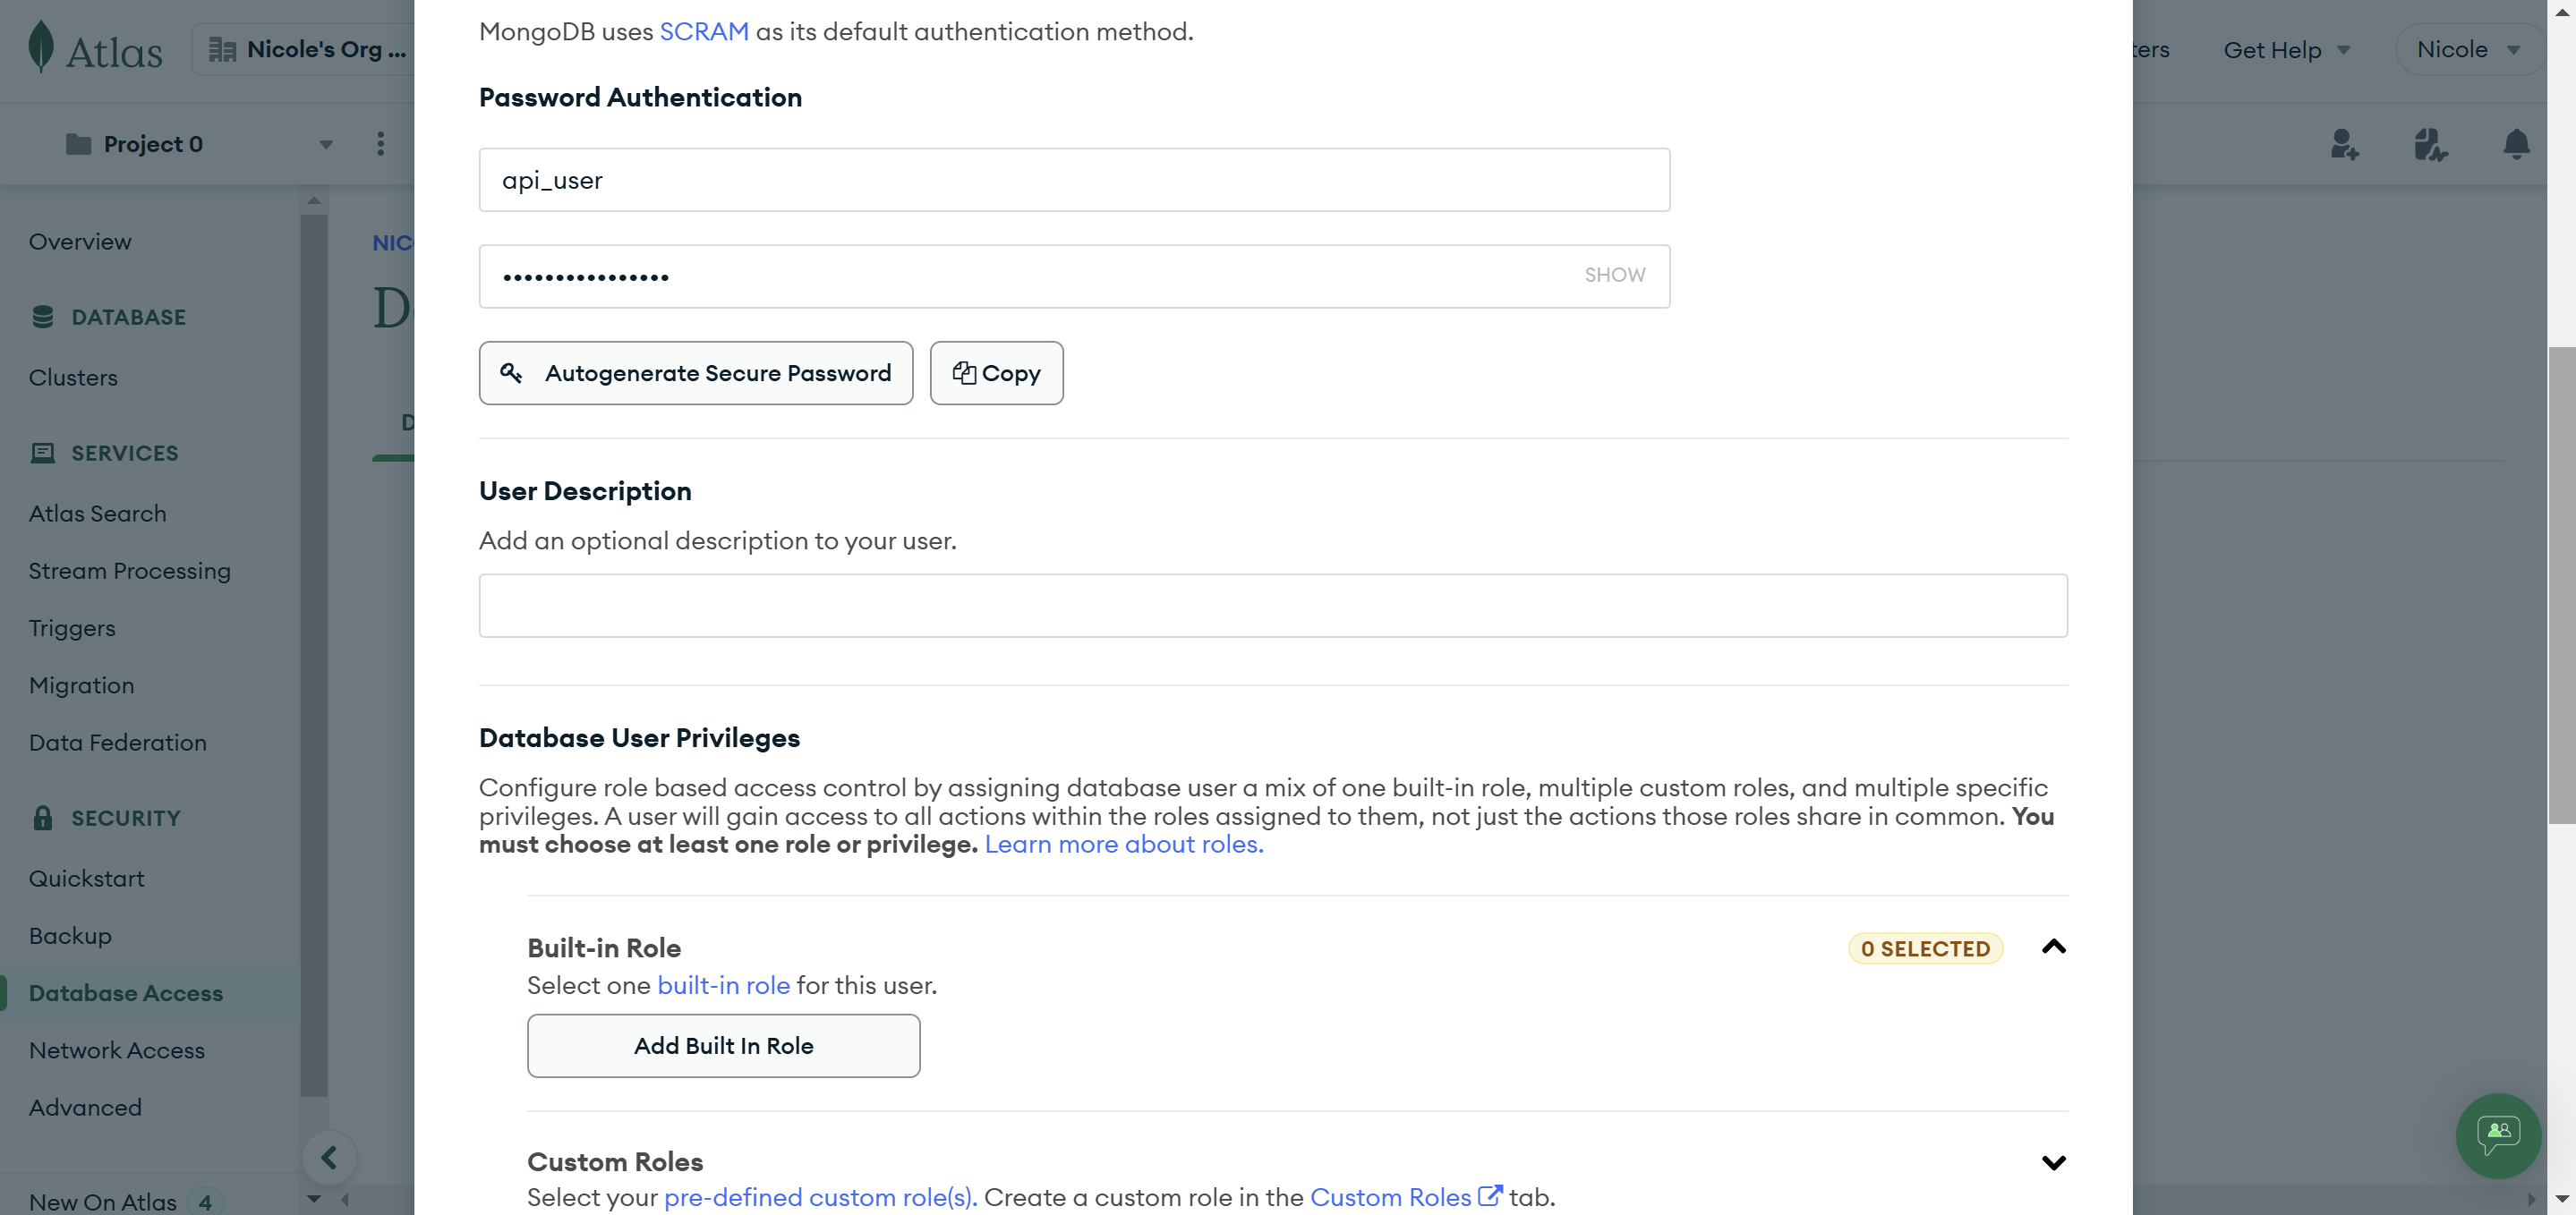 Atlas
Nicole's Org ...
Get Help
Nicole
Project 0
Overview
DATABASE
Clusters
SERVICES
Atlas Search
Stream Processing
Triggers
Migration
Data Federation
SECURITY
Quickstart
Backup
Database Access
Network Access
Advanced
New On Atlas 4
MongoDB uses SCRAM as its default authentication method.
Password Authentication
api_user
SHOW
Autogenerate Secure Password
Copy
User Description
Add an optional description to your user.
Database User Privileges
Configure role based access control by assigning database user a mix of one built-in role, multiple custom roles, and multiple specific
privileges. A user will gain access to all actions within the roles assigned to them, not just the actions those roles share in common. You
must choose at least one role or privilege. Learn more about roles.
Built-in Role
0 SELECTED
Select one built-in role for this user.
Add Built In Role
Custom Roles
Select your pre-defined custom role(s). Create a custom role in the Custom Roles tab.